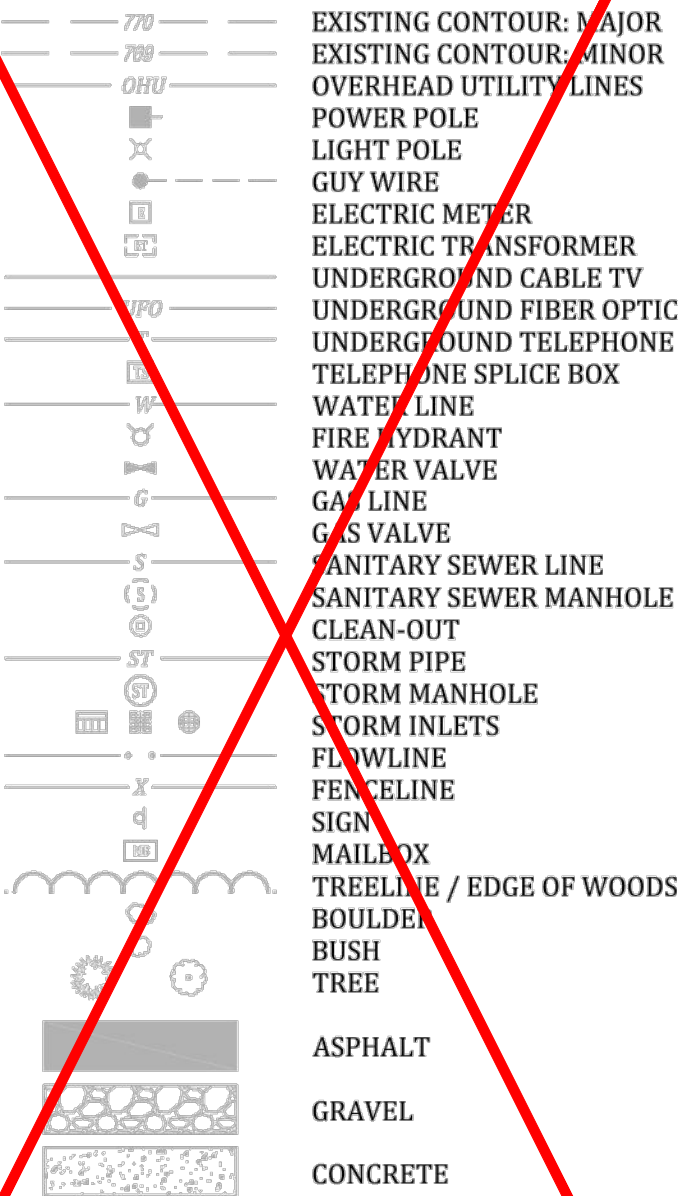 770 EXISTING CONTOUR: MAJOR
769 EXISTING CONTOUR: MINOR
OHU OVERHEAD UTILITY LINES
POWER POLE
LIGHT POLE
GUY WIRE
E ELECTRIC METER
ET ELECTRIC TRANSFORMER
UNDERGROUND CABLE TV
UFO UNDERGROUND FIBER OPTIC
UNDERGROUND TELEPHONE
TELEPHONE SPLICE BOX
W WATER LINE
FIRE HYDRANT
WATER VALVE
G GAS LINE
GAS VALVE
S SANITARY SEWER LINE
S SANITARY SEWER MANHOLE
CLEAN-OUT
ST STORM PIPE
ST STORM MANHOLE
STORM INLETS
FLOWLINE
X FENCELINE
SIGN
MB MAILBOX
TREELINE / EDGE OF WOODS
BOULDER
BUSH
TREE
ASPHALT
GRAVEL
CONCRETE